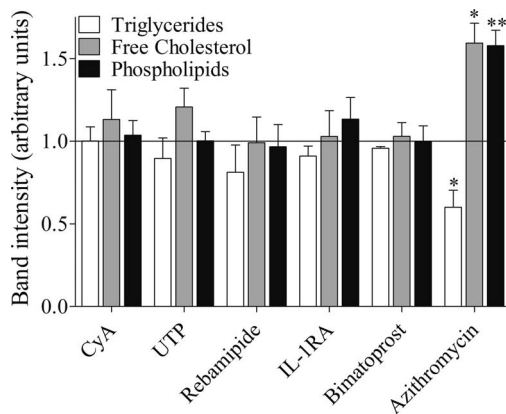 Triglycerides
Free Cholesterol
Phospholipids
Band intensity (arbitrary units)
1.5
1.0
0.5
0.0
*
*
**
CyA
UTP
Rebamipide
IL-1RA
Bimatoprost
Azithromycin